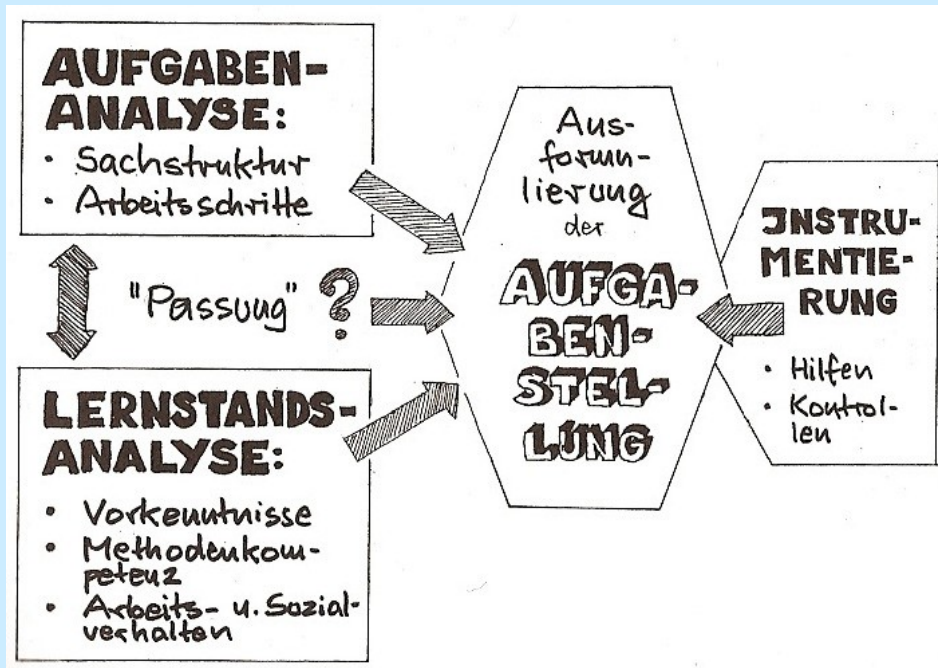 AUFGABEN-
ANALYSE:
• Sachstruktur
• Arbeitsschritte
"Passung" ?
LERNSTANDS-
ANALYSE:
• Vorkenntnisse
• Methodenkom-
petenz
• Arbeits- u. Sozial-
verhalten
Aus-
formu-
lierung
der
AUFGA-
BEN-
STEL-
LUNG
INSTRU-
MENTIE-
RUNG
• Hilfen
• Kontrol-
len